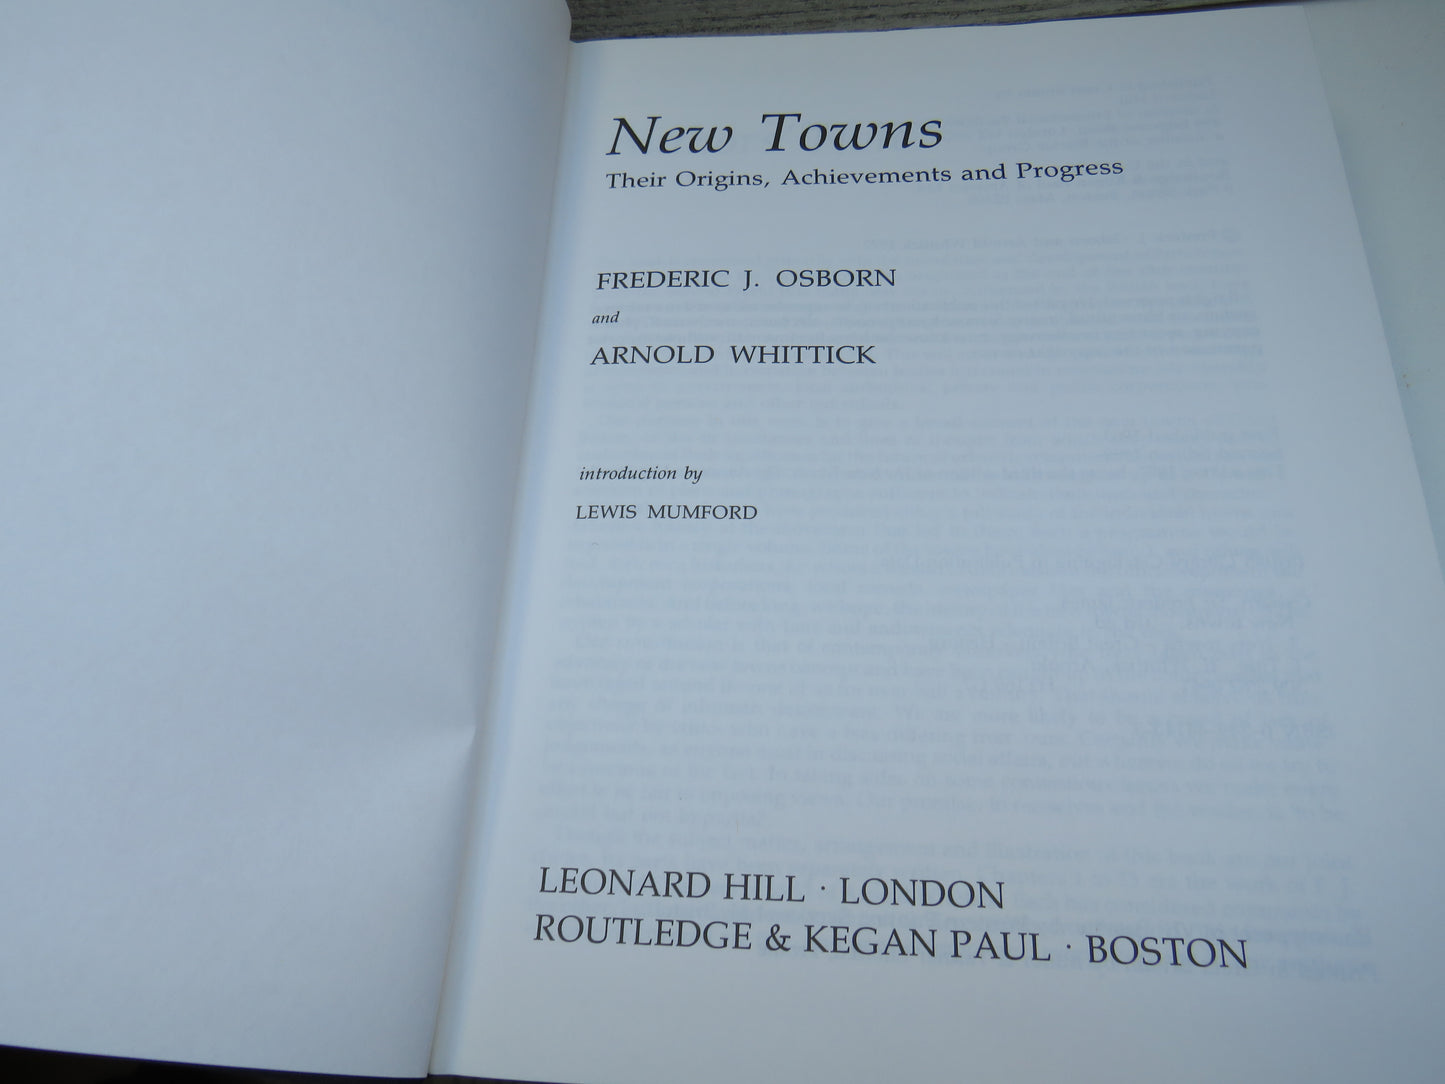 New Towns
Their Origins, Achievements and Progress
FREDERIC J. OSBORN
and
ARNOLD WHITTICK
introduction by
LEWIS MUMFORD
LEONARD HILL · LONDON
ROUTLEDGE & KEGAN PAUL · BOSTON